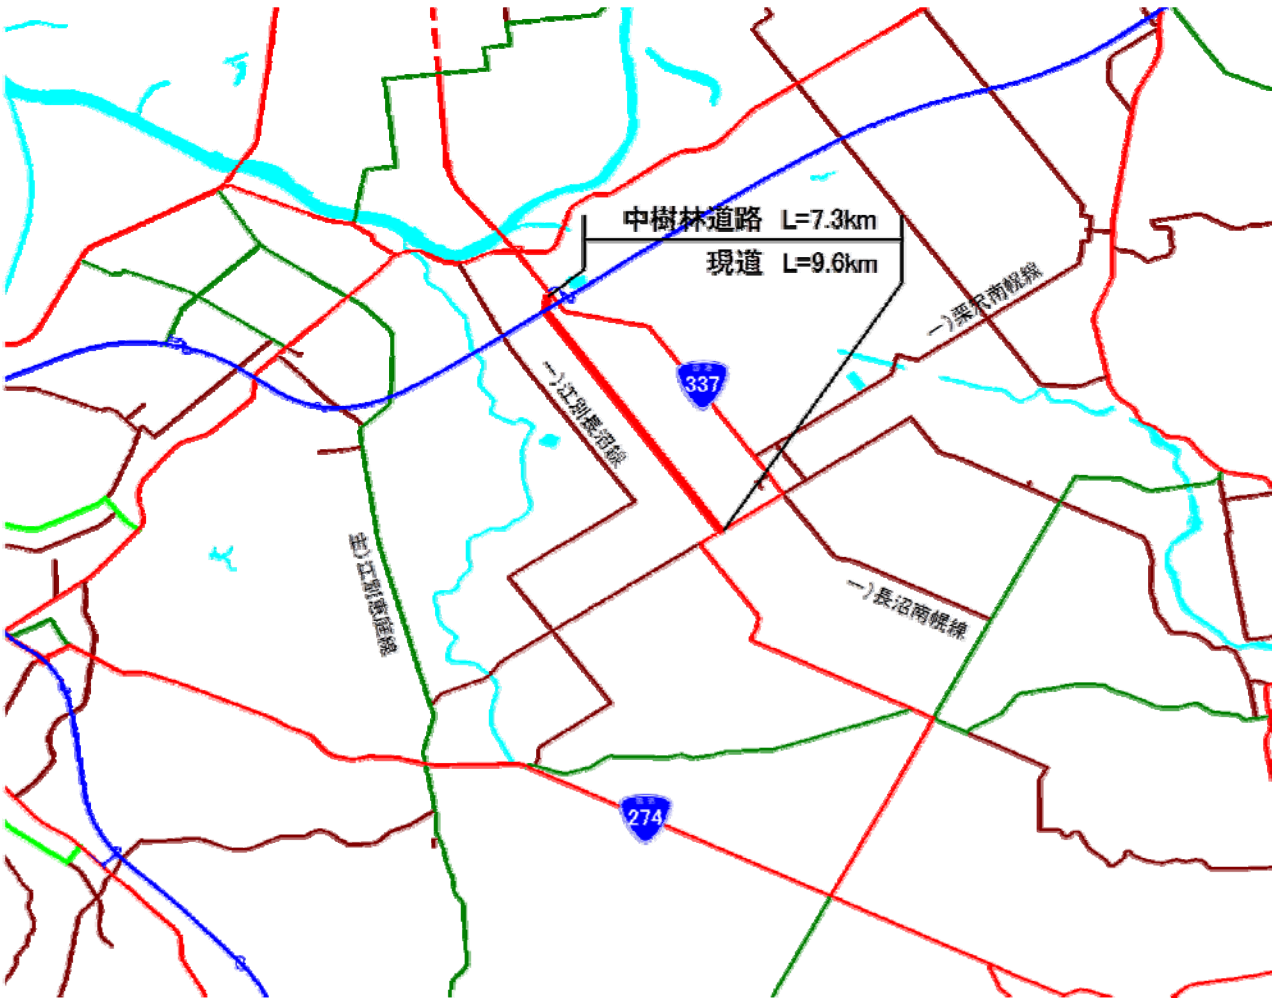 中樹林道路 L=7.3km
現道 L=9.6km
一)栗沢南幌線
337
一)江別長沼線
主)江別恵庭線
一)長沼南幌線
274